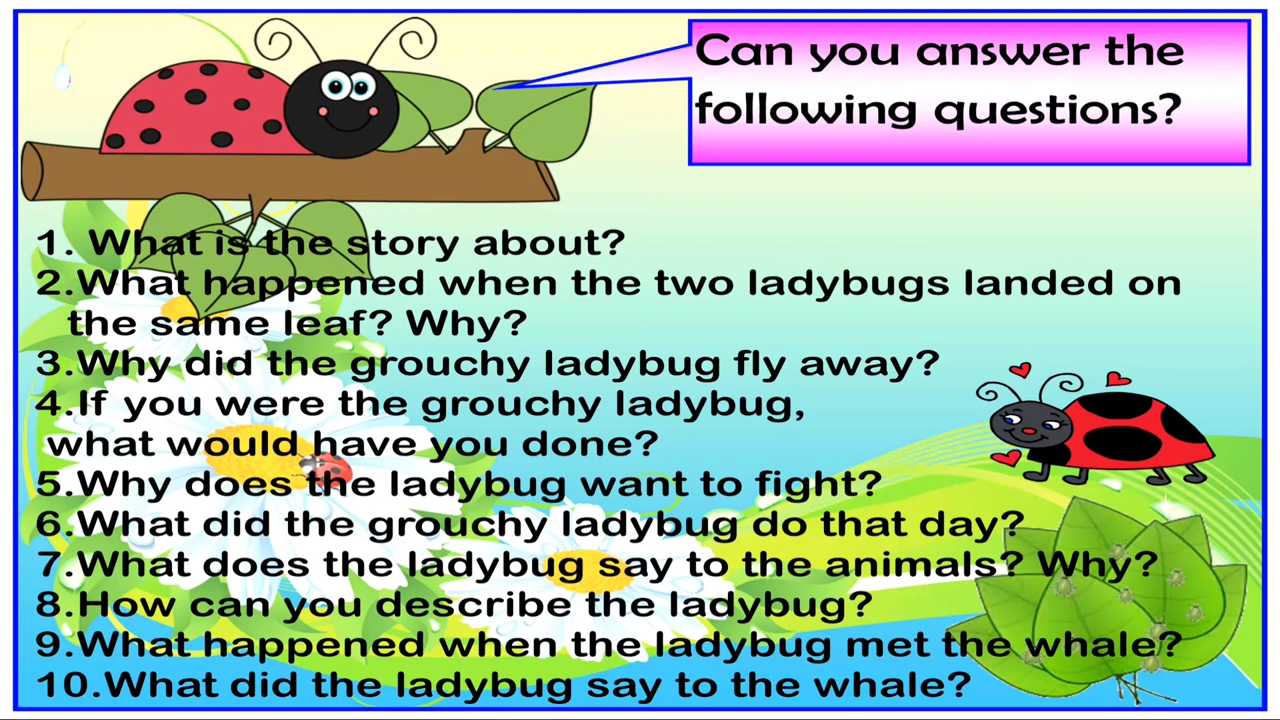 Can you answer the
following questions?
1. What is the story about?
2.What happened when the two ladybugs landed on
the same leaf? Why?
3.Why did the grouchy ladybug fly away?
4.If you were the grouchy ladybug,
what would have you done?
5.Why does the ladybug want to fight?
6.What did the grouchy ladybug do that day?
7.What does the ladybug say to the animals? Why?
8.How can you describe the ladybug?
9.What happened when the ladybug met the whale?
10.What did the ladybug say to the whale?